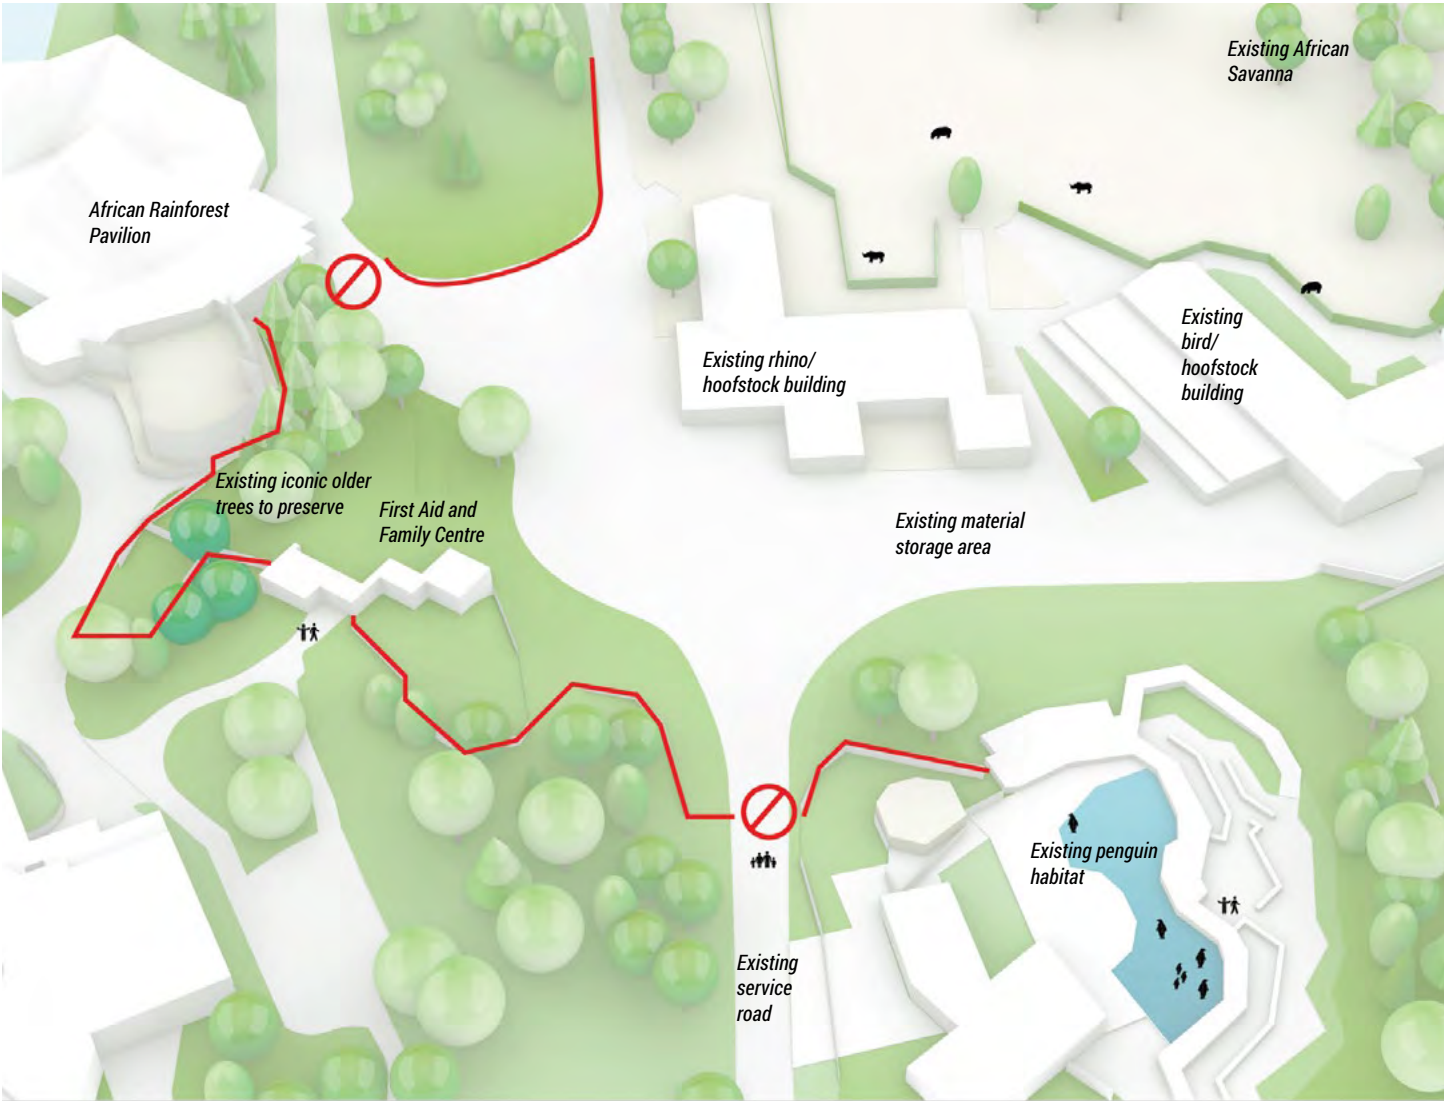 Existing African
Savanna
African Rainforest
Pavilion
Existing
bird/
hoofstock
building
Existing rhino/
hoofstock building
Existing iconic older
trees to preserve
First Aid and
Family Centre
Existing material
storage area
Existing penguin
habitat
Existing
service
road